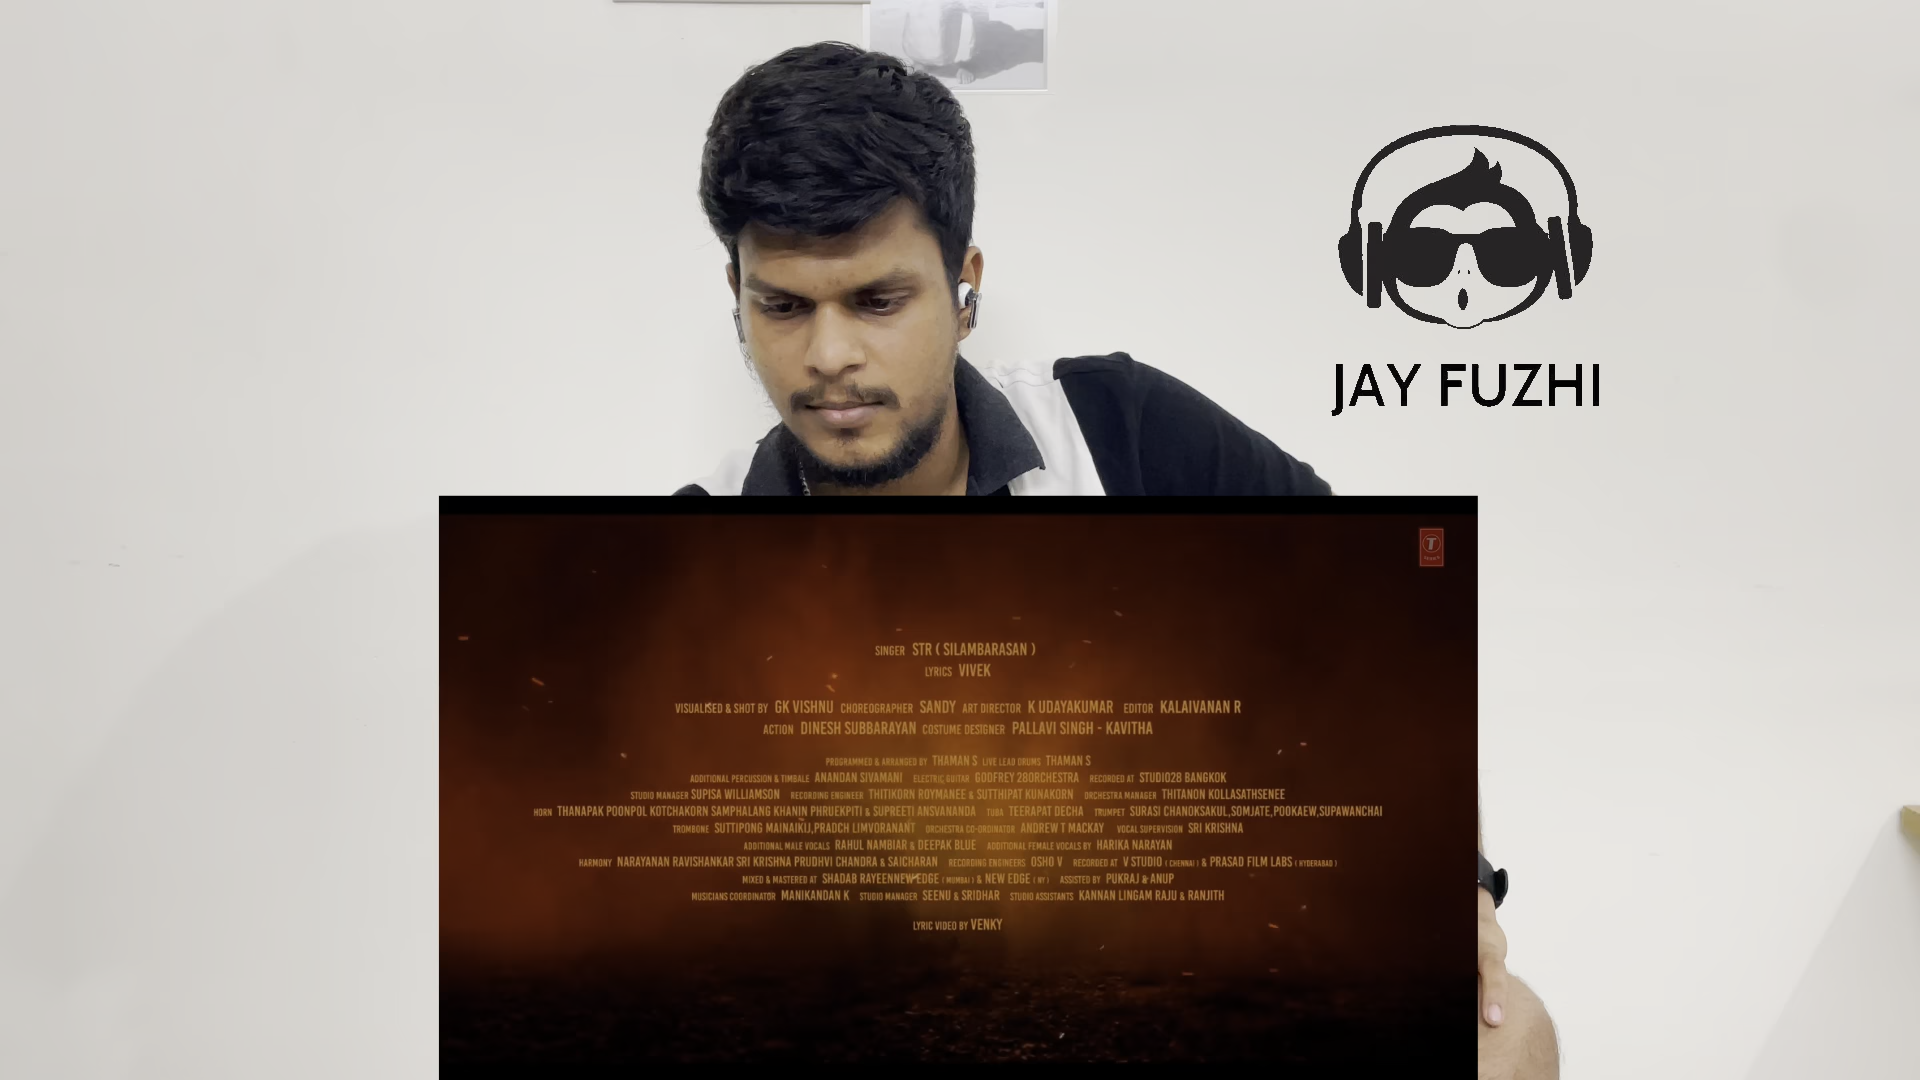 JAY FUZHI
T
SINGER STR ( SILAMBARASAN )
LYRICS VIVEK
VISUALISED & SHOT BY GK VISHNU CHOREOGRAPHER SANDY ART DIRECTOR K UDAYAKUMAR EDITOR KALAIVANAN R
ACTION DINESH SUBBARAYAN COSTUME DESIGNER PALLAVI SINGH - KAVITHA
PROGRAMMED & ARRANGED BY THAMAN S LIVE LEAD DRUMS THAMAN S
ADDITIONAL PERCUSSION & TIMBALE ANANDAN SIVAMANI ELECTRIC GUITAR GODFREY 28ORCHESTRA RECORDED AT STUDIO28 BANGKOK
STUDIO MANAGER SUPISA WILLIAMSON RECORDING ENGINEER THITIKORN ROYMANEE & SUTTHIPAT KUNAKORN ORCHESTRA MANAGER THITANON KOLLASATHSENEE
HORN THANAPAK POONPOL KOTCHAKORN SAMPHALANG KHANIN PHRUEKPITI & SUPREETI ANSVANANDA TUBA TEERAPAT DECHA TRUMPET SURASI CHANOKSAKUL,SOMJATE,POOKAEW,SUPAWANCHAI
TROMBONE SUTTIPONG MAINAIKIJ,PRADCH LIMVORANANT ORCHESTRA CO-ORDINATOR ANDREW T MACKAY VOCAL SUPERVISION SRI KRISHNA
ADDITIONAL MALE VOCALS RAHUL NAMBIAR & DEEPAK BLUE ADDITIONAL FEMALE VOCALS BY HARIKA NARAYAN
HARMONY NARAYANAN RAVISHANKAR SRI KRISHNA PRUDHVI CHANDRA & SAICHARAN RECORDING ENGINEERS OSHO V RECORDED AT V STUDIO ( CHENNAI ) & PRASAD FILM LABS ( HYDERABAD )
MIXED & MASTERED AT SHADAB RAYEENNEW EDGE ( MUMBAI ) & NEW EDGE ( NY ) ASSISTED BY PUKRAJ & ANUP
MUSICIANS COORDINATOR MANIKANDAN K STUDIO MANAGER SEENU & SRIDHAR STUDIO ASSISTANTS KANNAN LINGAM RAJU & RANJITH
LYRIC VIDEO BY VENKY